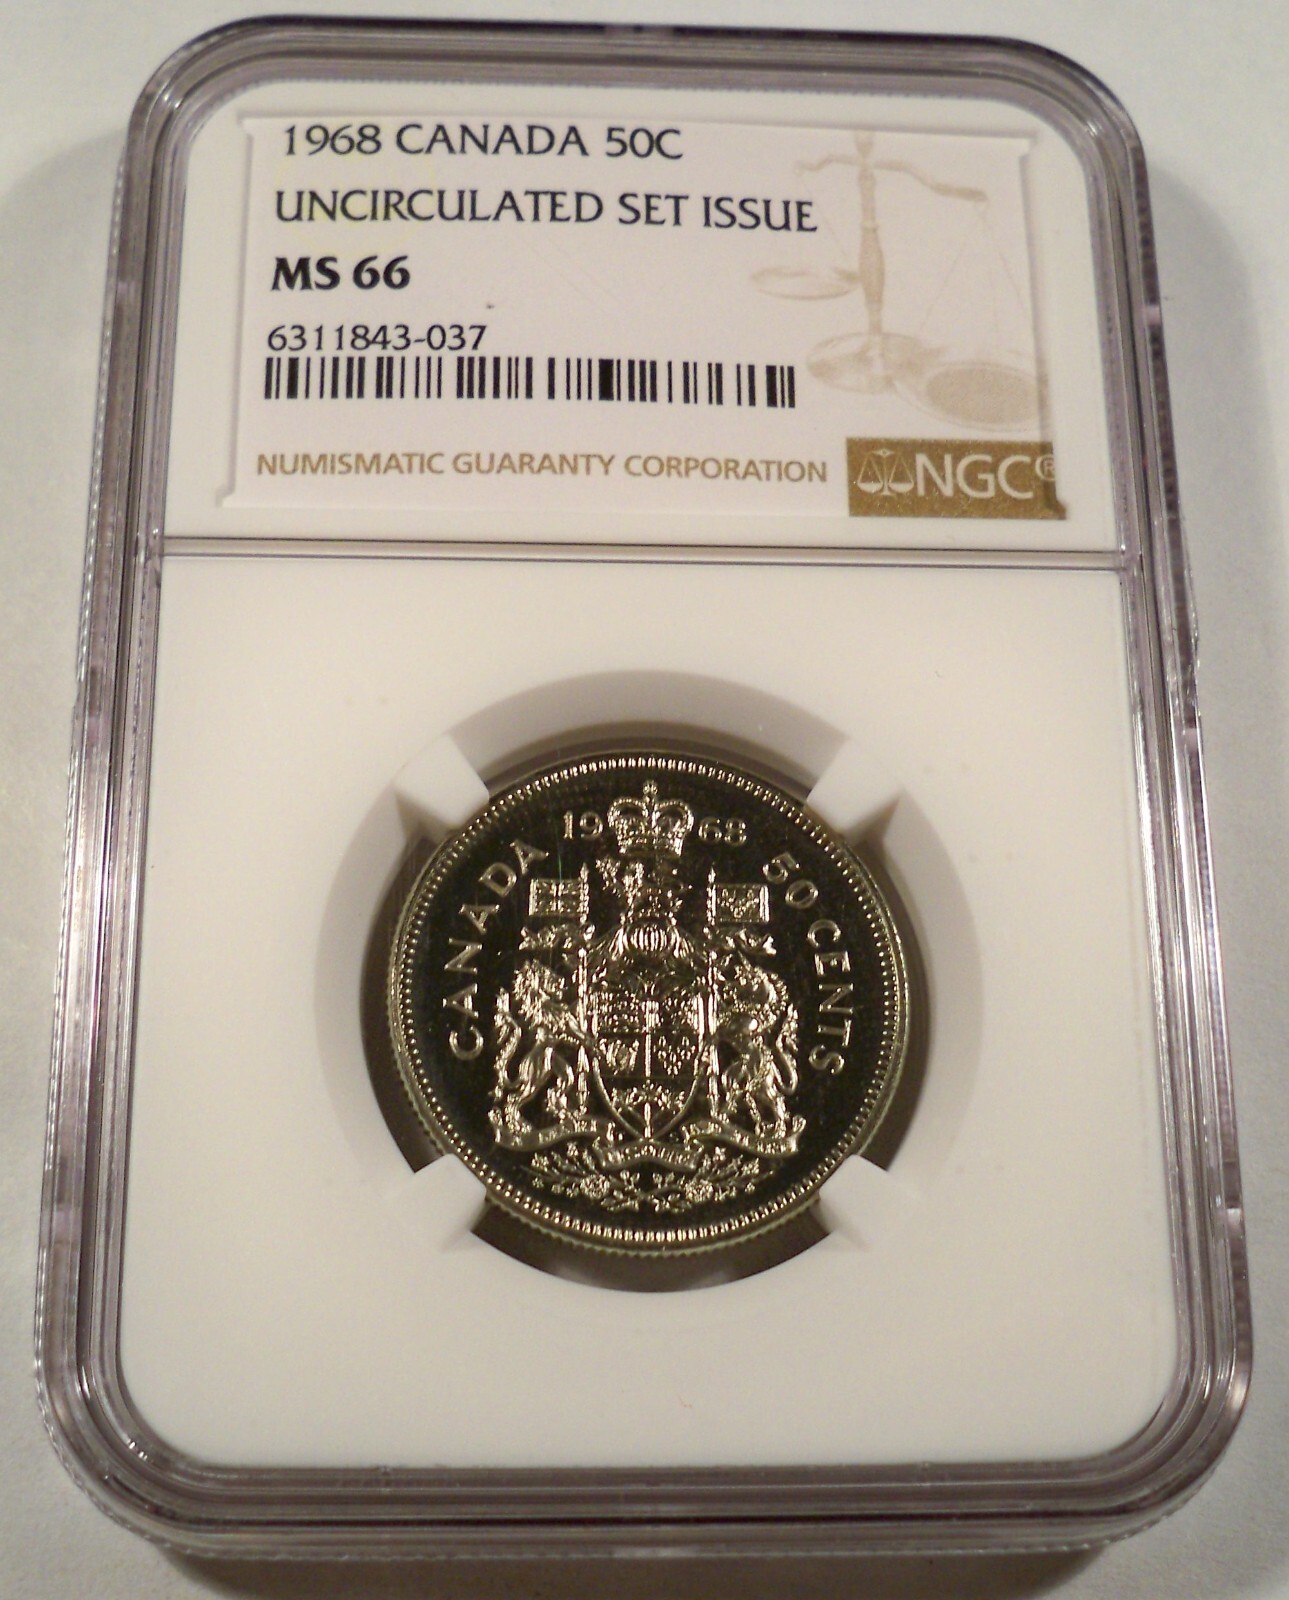 1968 CANADA 50C
UNCIRCULATED SET ISSUE
MS 66
6311843-037
NUMISMATIC GUARANTY CORPORATION
NGC®
1968
CANADA
50 CENTS